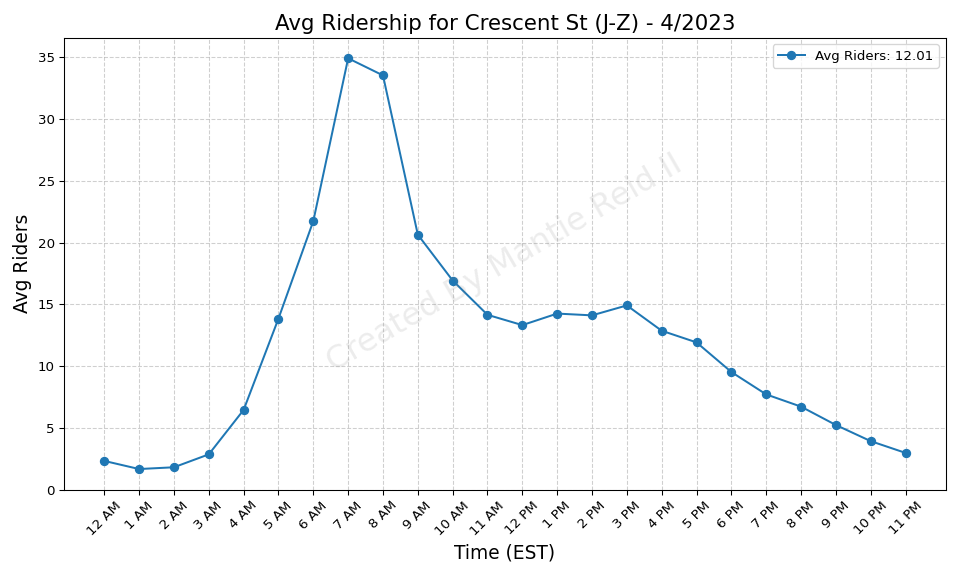 Avg Ridership for Crescent St (J-Z) - 4/2023
Avg Riders: 12.01
Avg Riders
35
30
25
20
15
10
5
0
Created By Mantle Reid II
12 AM
1 AM
2 AM
3 AM
4 AM
5 AM
6 AM
7 AM
8 AM
9 AM
10 AM
11 AM
12 PM
1 PM
2 PM
3 PM
4 PM
5 PM
6 PM
7 PM
8 PM
9 PM
10 PM
11 PM
Time (EST)